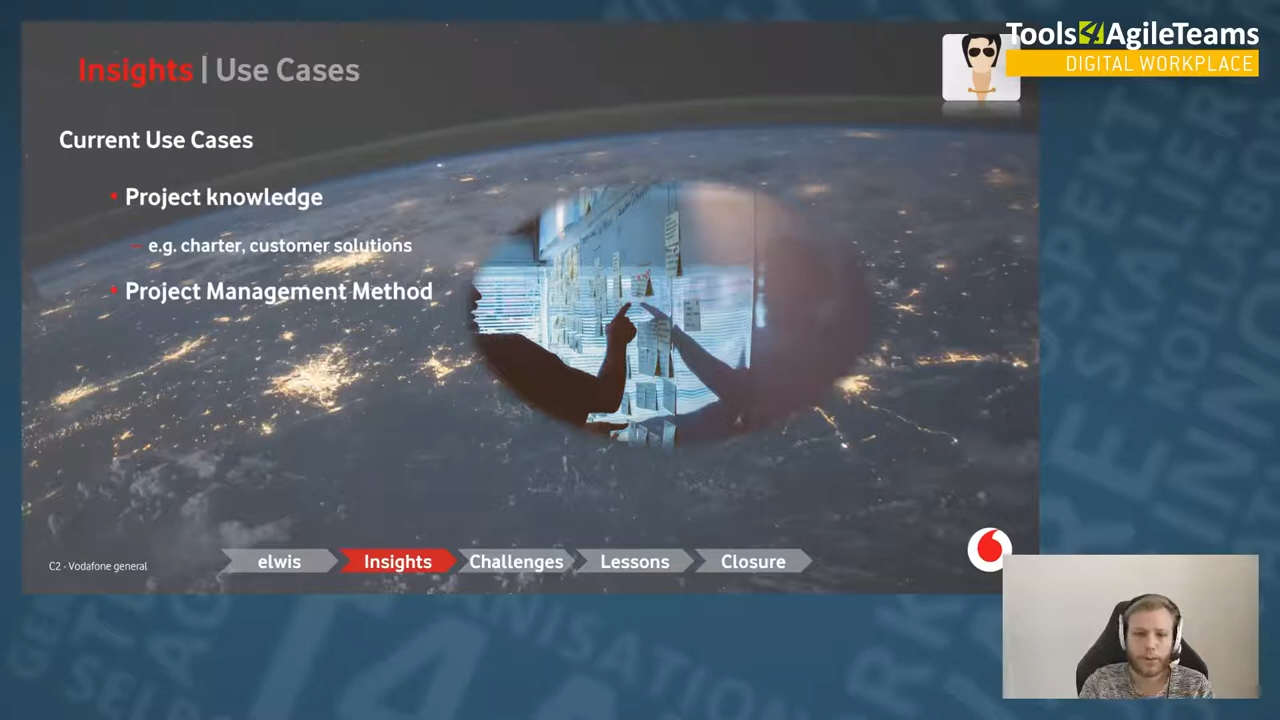 Tools4AgileTeams
DIGITAL WORKPLACE
Insights | Use Cases
Current Use Cases
• Project knowledge
– e.g. charter, customer solutions
• Project Management Method
C2 - Vodafone general
elwis
Insights
Challenges
Lessons
Closure